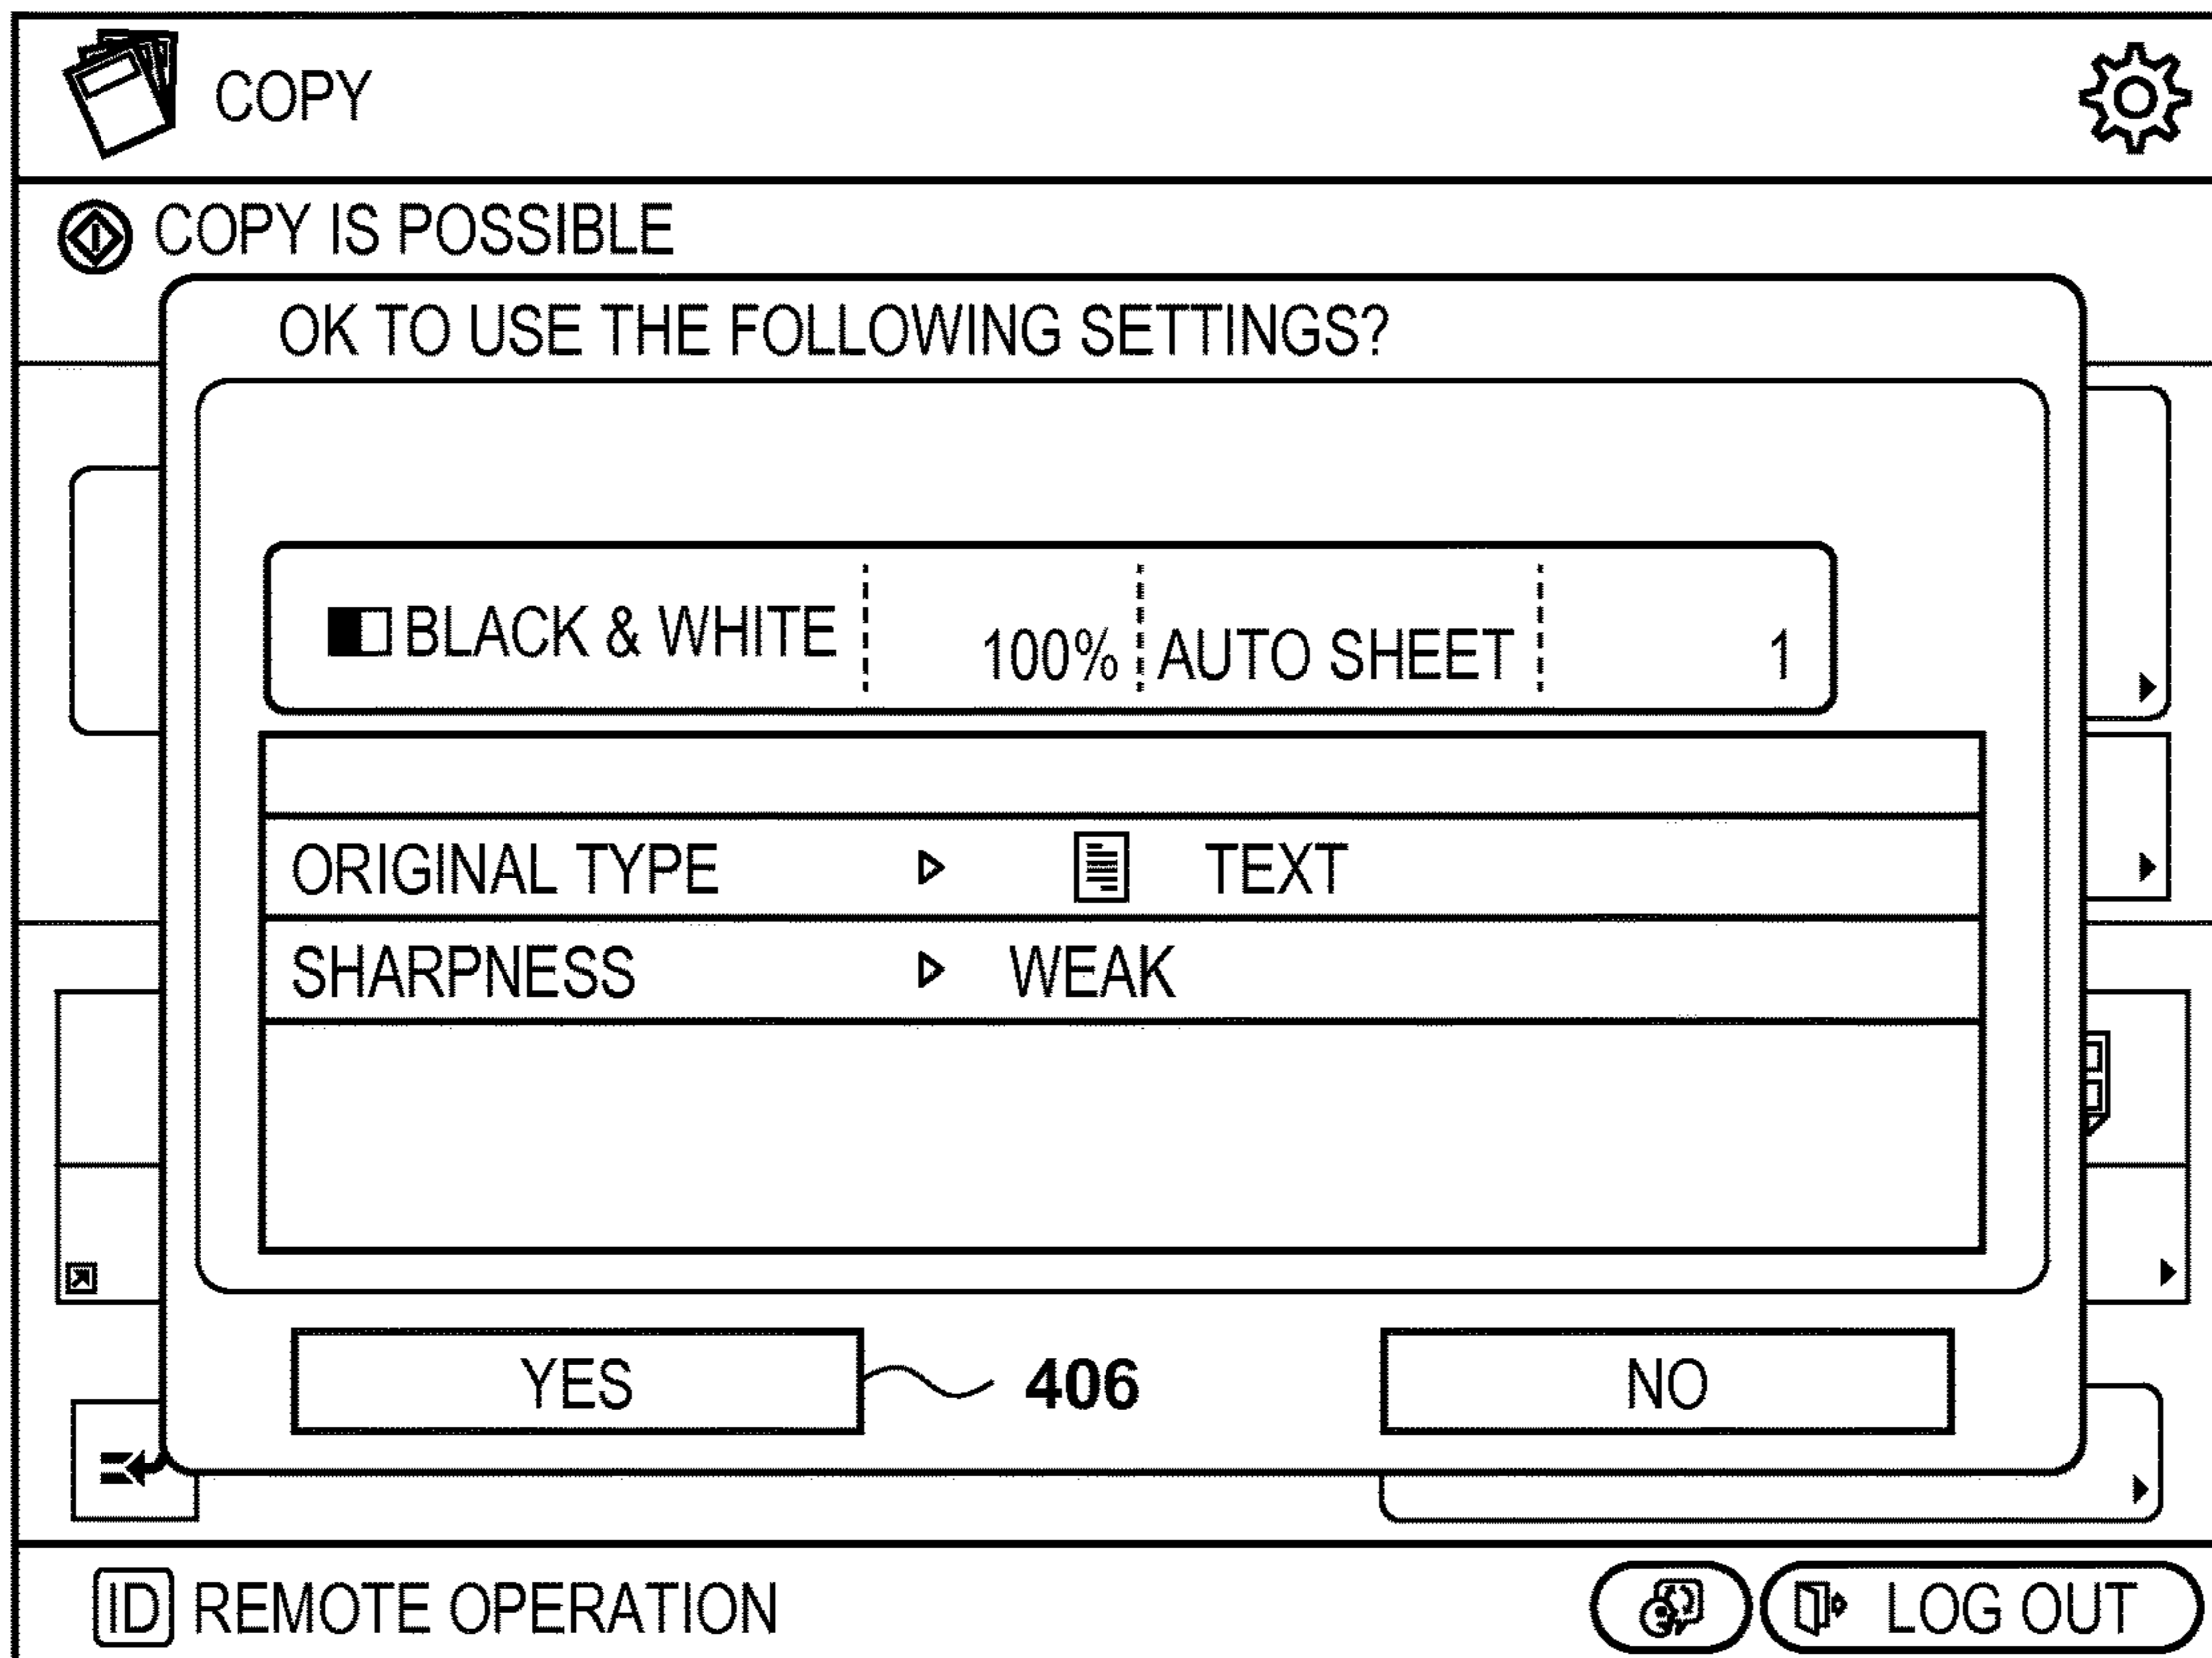 COPY
COPY IS POSSIBLE
OK TO USE THE FOLLOWING SETTINGS?
BLACK & WHITE 100% AUTO SHEET 1
ORIGINAL TYPE TEXT
SHARPNESS WEAK
YES 406 NO
ID REMOTE OPERATION LOG OUT